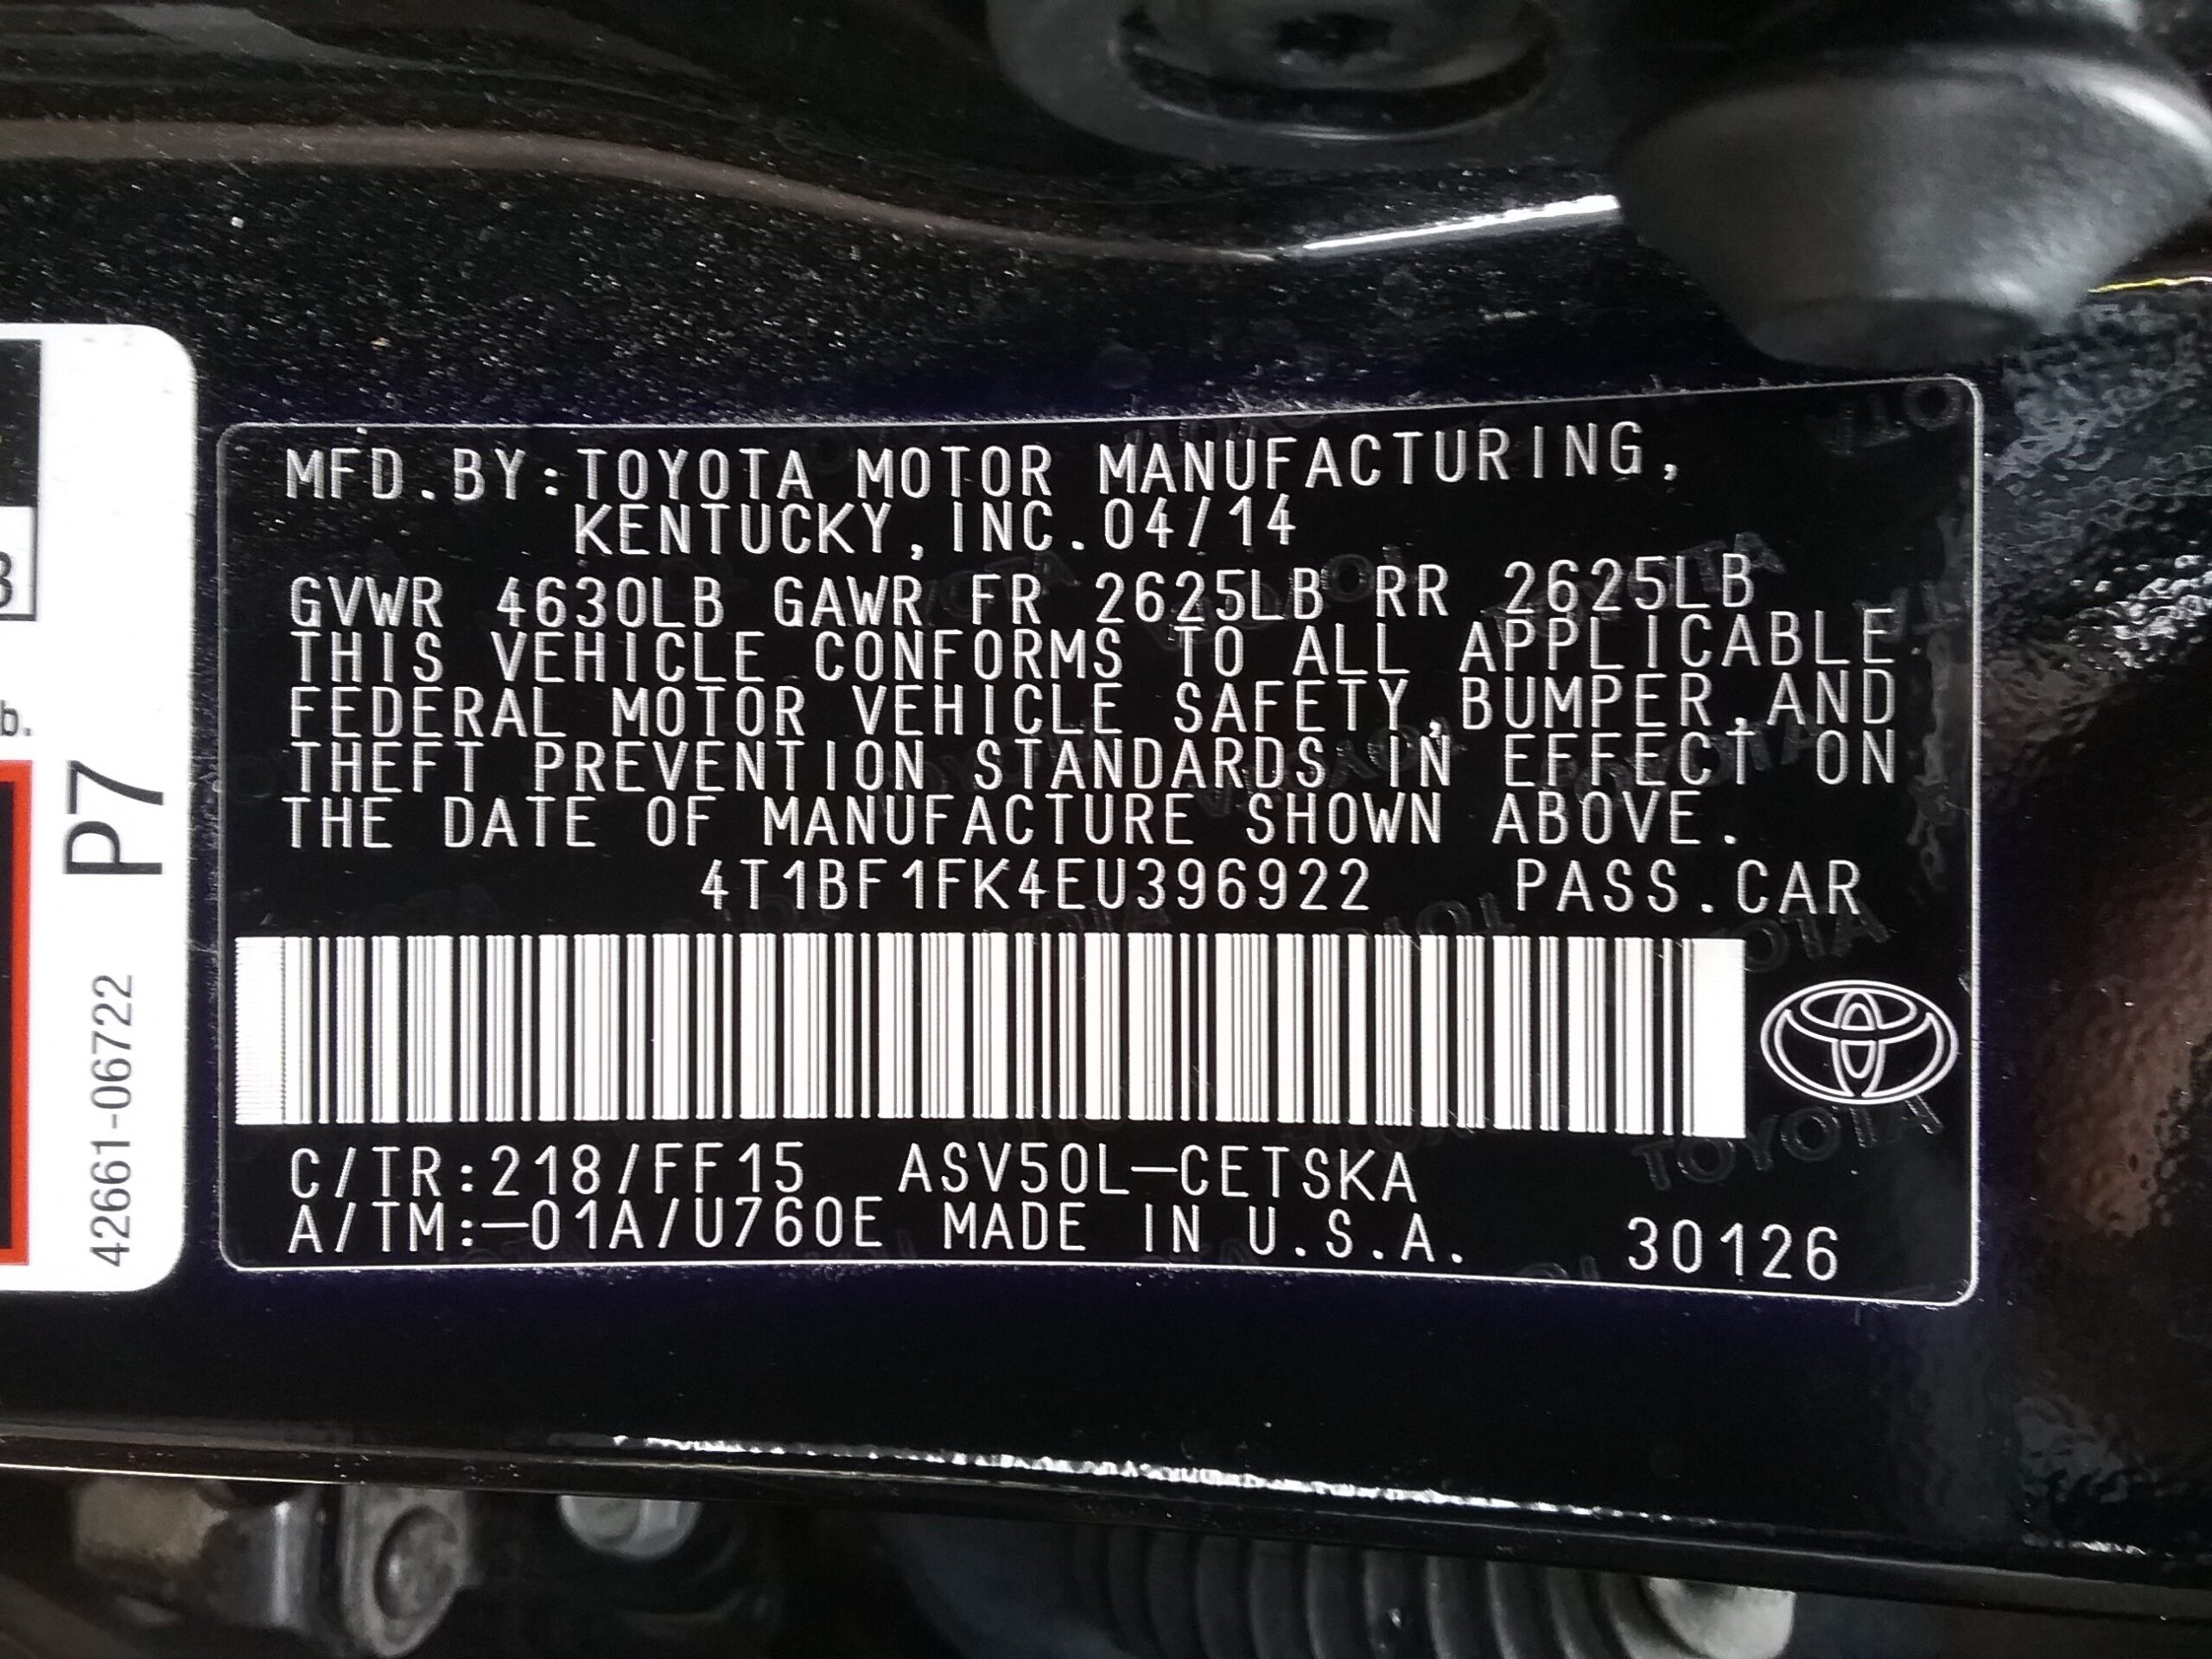 MFD.BY:TOYOTA MOTOR MANUFACTURING,
KENTUCKY, INC.04/14
GVWR 4630LB GAWR FR 2625LB RR 2625LB
THIS VEHICLE CONFORMS TO ALL APPLICABLE
FEDERAL MOTOR VEHICLE SAFETY,BUMPER,AND
THEFT PREVENTION STANDARDS IN EFFECT ON
THE DATE OF MANUFACTURE SHOWN ABOVE.
4T1BF1FK4EU396922 PASS.CAR
C/TR:218/FF15 ASV50L-CETSKA
A/TM:-01A/U760E MADE IN U.S.A. 30126
P7
42661-06722
b.
TOYOTA